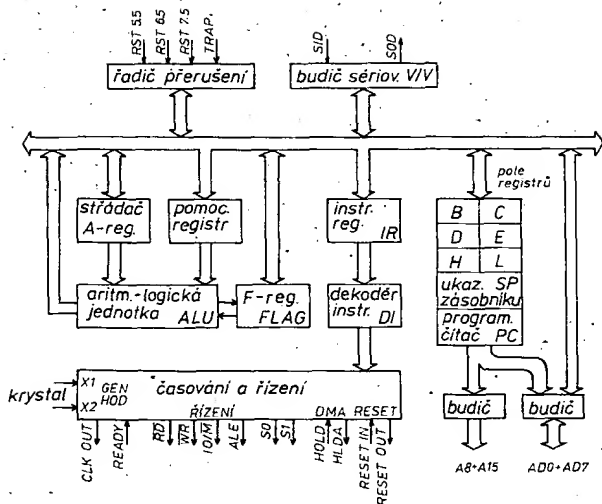 RST 5.5
RST 6.5
RST 7.5
TRAP
SID
SOD
řadič přerušení
budič sériov. V/V
pole
registrů
střádač
A-reg.
pomoc.
registr
instr.
reg.
IR
B C
D E
H L
ukaz. SP
zásobníku
program.
čítač PC
aritm.-logická
jednotka
ALU
F-reg.
FLAG
dekodér
instr. DI
krystal
X1
X2
GEN
HOD
časování a řízení
ŘÍZENÍ
DMA
RESET
budič
budič
CLK OUT
READY
R̅D̅
W̅R̅
IO/M̅
ALE
S0
S1
HOLD
HLDA
RESET IN
RESET OUT
A8÷A15
AD0÷AD7